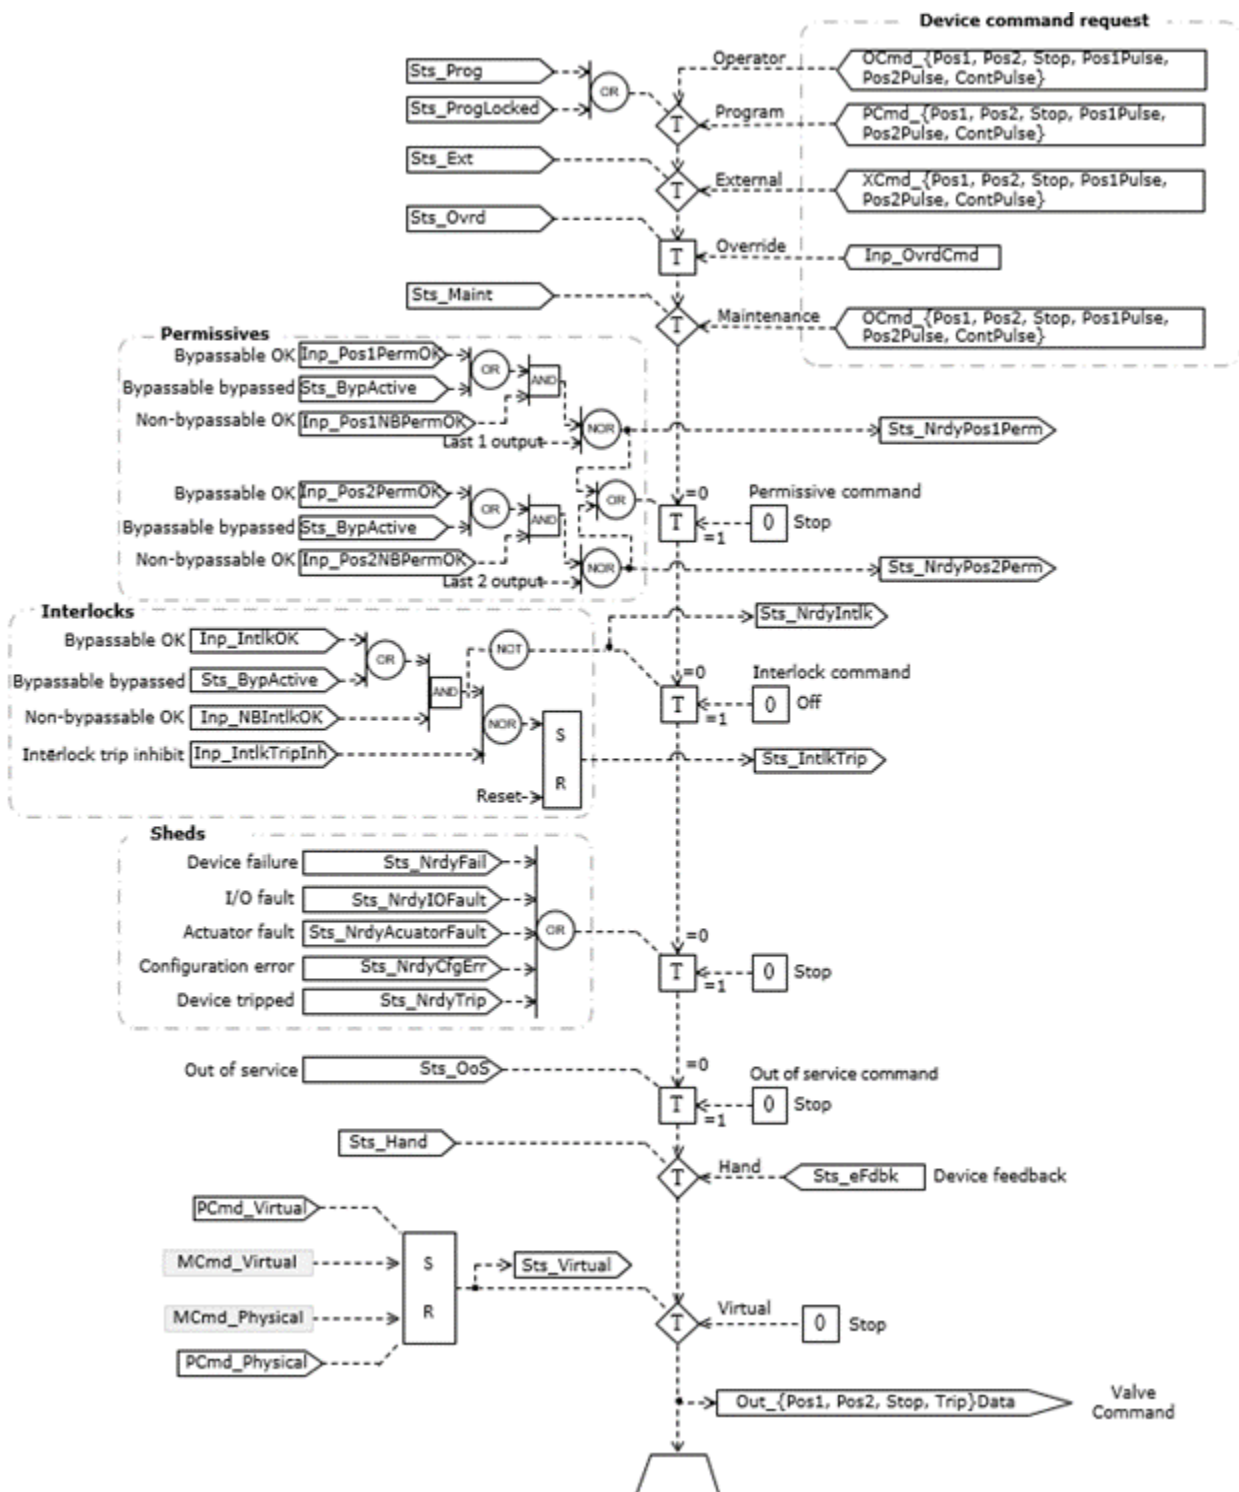 Device command request
Operator
OCmd_{Pos1, Pos2, Stop, Pos1Pulse,
Pos2Pulse, ContPulse}
Sts_Prog
OR
Sts_ProgLocked
Program
T
PCmd_{Pos1, Pos2, Stop, Pos1Pulse,
Pos2Pulse, ContPulse}
Sts_Ext
External
T
XCmd_{Pos1, Pos2, Stop, Pos1Pulse,
Pos2Pulse, ContPulse}
Sts_Ovrd
Override
T
Inp_OvrdCmd
Sts_Maint
Maintenance
T
OCmd_{Pos1, Pos2, Stop, Pos1Pulse,
Pos2Pulse, ContPulse}
Permissives
Bypassable OK
Inp_Pos1PermOK
OR
Bypassable bypassed
Sts_BypActive
AND
Non-bypassable OK
Inp_Pos1NBPermOK
Last 1 output
NOR
Sts_NrdyPos1Perm
Bypassable OK
Inp_Pos2PermOK
OR
Bypassable bypassed
Sts_BypActive
AND
Non-bypassable OK
Inp_Pos2NBPermOK
Last 2 output
NOR
OR
=0
T
=1
Permissive command
0
Stop
Sts_NrdyPos2Perm
Interlocks
Bypassable OK
Inp_IntlkOK
OR
Bypassable bypassed
Sts_BypActive
AND
Non-bypassable OK
Inp_NBIntlkOK
Interlock trip inhibit
Inp_IntlkTripInh
NOT
NOR
S
R
Reset
Sts_NrdyIntlk
=0
T
=1
Interlock command
0
Off
Sts_IntlkTrip
Sheds
Device failure
Sts_NrdyFail
I/O fault
Sts_NrdyIOFault
Actuator fault
Sts_NrdyAcuatorFault
OR
Configuration error
Sts_NrdyCfgErr
Device tripped
Sts_NrdyTrip
=0
T
=1
0
Stop
Out of service
Sts_OoS
=0
T
=1
Out of service command
0
Stop
Sts_Hand
Hand
T
Sts_eFdbk
Device feedback
PCmd_Virtual
MCmd_Virtual
S
MCmd_Physical
R
PCmd_Physical
Sts_Virtual
Virtual
T
0
Stop
Out_{Pos1, Pos2, Stop, Trip}Data
Valve
Command